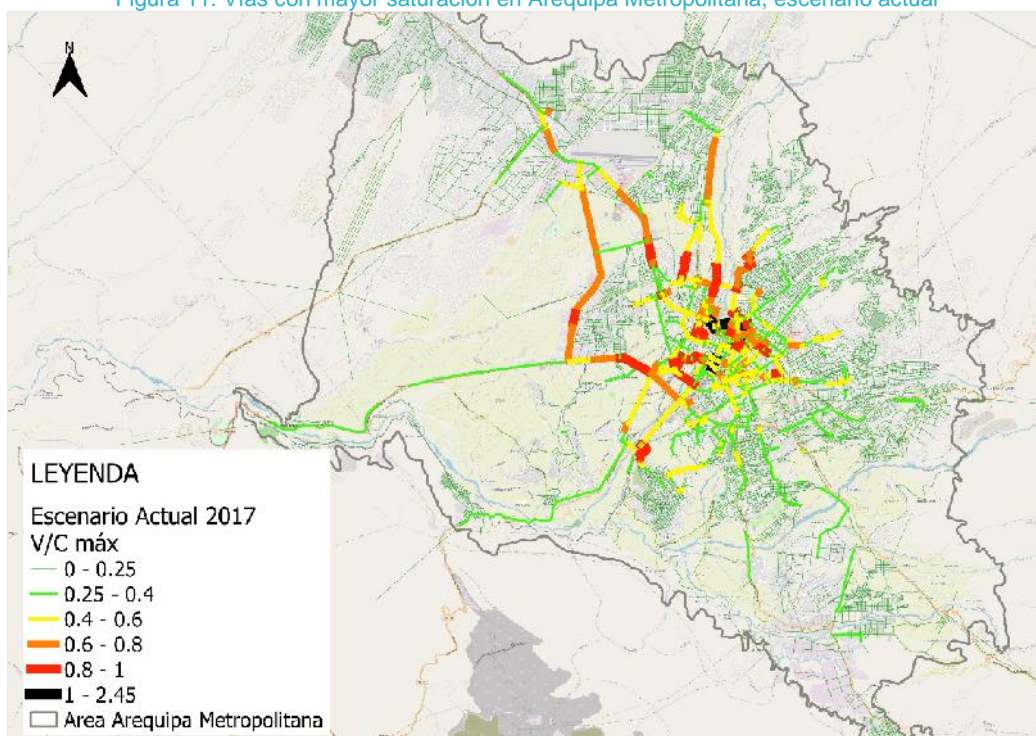 Figura 11. Vías con mayor saturación en Arequipa Metropolitana, escenario actual
N
LEYENDA
Escenario Actual 2017
V/C máx
0 - 0.25
0.25 - 0.4
0.4 - 0.6
0.6 - 0.8
0.8 - 1
1 - 2.45
Area Arequipa Metropolitana